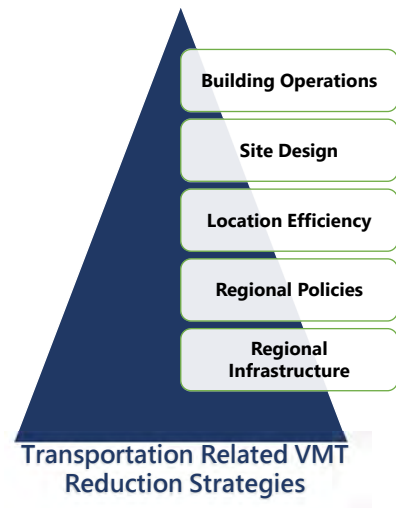 Building Operations
Site Design
Location Efficiency
Regional Policies
Regional
Infrastructure
Transportation Related VMT
Reduction Strategies